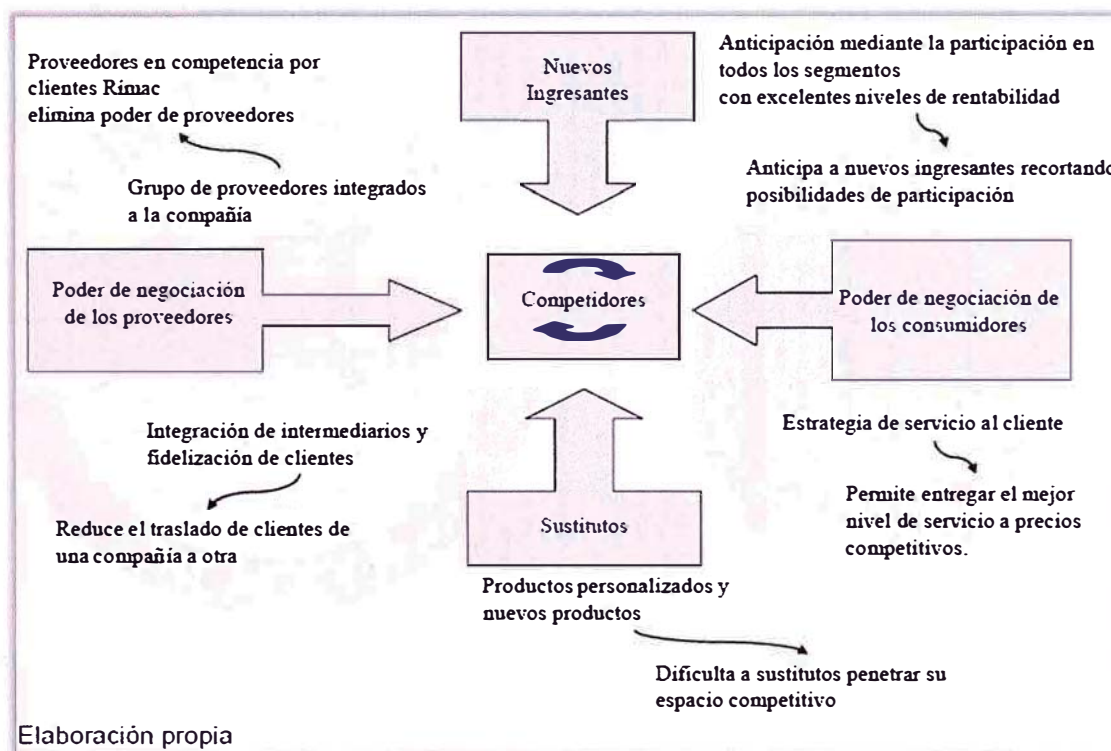 Proveedores en competencia por
clientes Rímac
elimina poder de proveedores
Grupo de proveedores integrados
a la compañía
Nuevos
Ingresantes
Anticipación mediante la participación en
todos los segmentos
con excelentes niveles de rentabilidad
Anticipa a nuevos ingresantes recortando
posibilidades de participación
Poder de negociación
de los proveedores
Competidores
Poder de negociación de
los consumidores
Integración de intermediarios y
fidelización de clientes
Reduce el traslado de clientes de
una compañía a otra
Sustitutos
Productos personalizados y
nuevos productos
Dificulta a sustitutos penetrar su
espacio competitivo
Estrategia de servicio al cliente
Permite entregar el mejor
nivel de servicio a precios
competitivos.
Elaboración propia